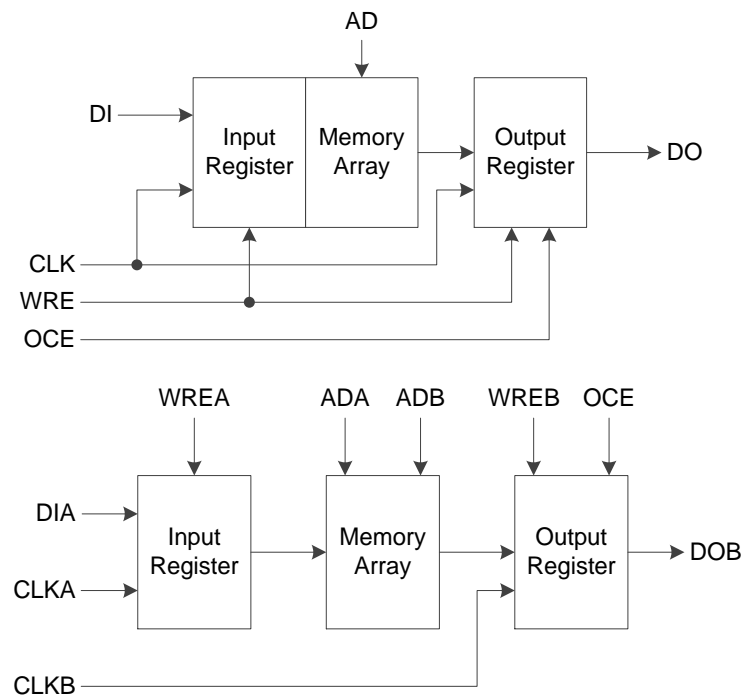 AD
DI
Input
Register
Memory
Array
Output
Register
DO
CLK
WRE
OCE
WREA
ADA
ADB
WREB
OCE
DIA
Input
Register
Memory
Array
Output
Register
DOB
CLKA
CLKB